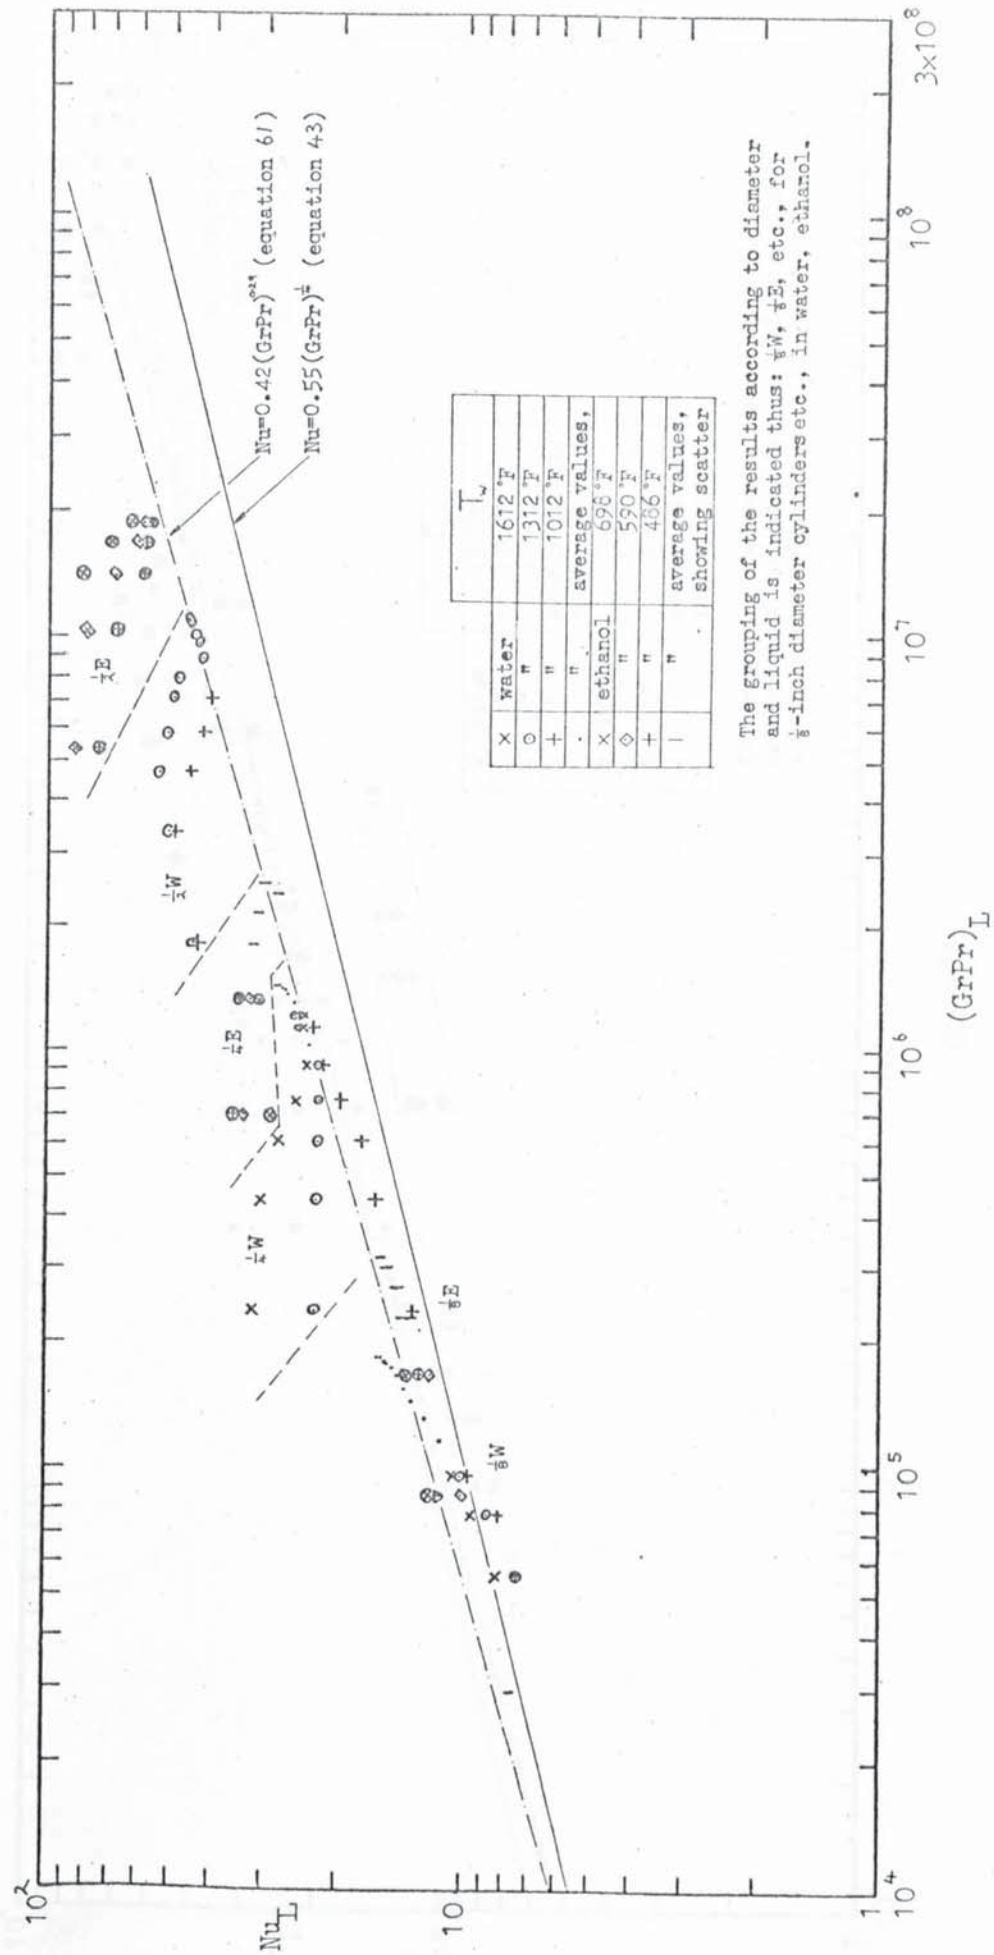 10²
Nu_L
10
1
10⁴
10⁵
10⁶
10⁷
10⁸
3×10⁸
(GrPr)_L
Nu=0.42(GrPr)^0.29 (equation 61)
Nu=0.55(GrPr)^¼ (equation 43)
⅛W
⅛E
¼W
¼E
½W
½E
T_w
× water 1612°F
○ " 1312°F
+ " 1012°F
· " average values,
× ethanol 698°F
◇ " 590°F
+ " 406°F
| " average values, showing scatter
The grouping of the results according to diameter
and liquid is indicated thus: ⅛W, ⅛E, etc., for
⅛-inch diameter cylinders etc., in water, ethanol.